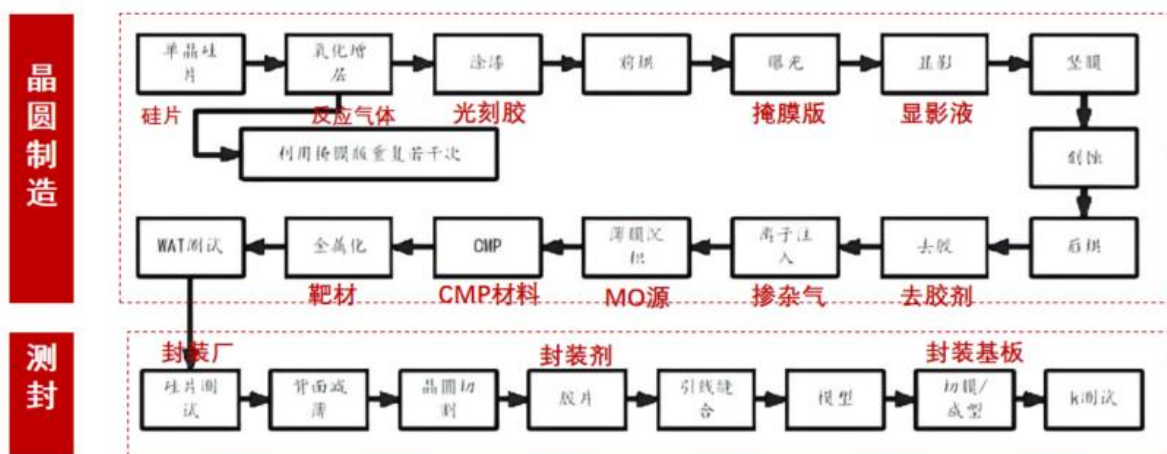 晶圆制造
单晶硅片
氧化增层
涂漆
前烘
曝光
显影
坚膜
硅片
反应气体
光刻胶
掩膜版
显影液
利用掩膜版重复若干次
刻蚀
WAT测试
金属化
CMP
薄膜沉积
离子注入
去胶
后烘
靶材
CMP材料
MO源
掺杂气
去胶剂
测封
封装厂
封装剂
封装基板
硅片测试
背面减薄
晶圆切割
胶片
引线缝合
模型
切膜/成型
k测试